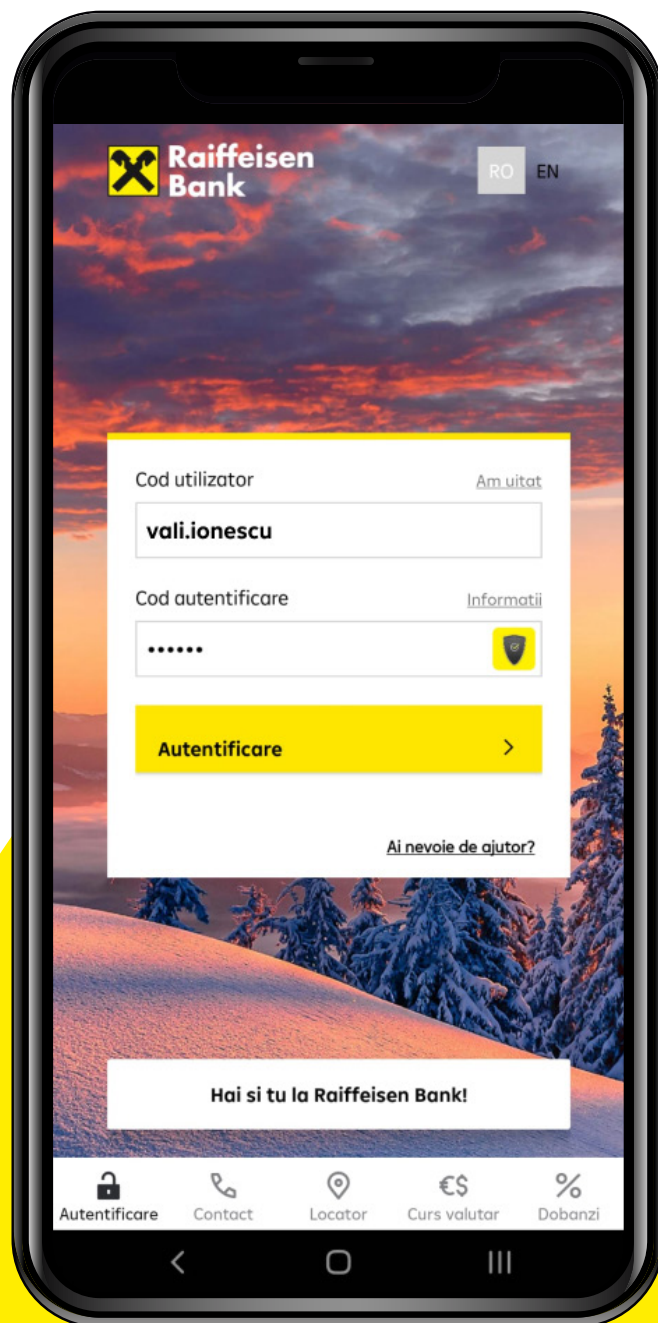 Raiffeisen
Bank
RO EN
Cod utilizator Am uitat
vali.ionescu
Cod autentificare Informatii
••••••
Autentificare
Ai nevoie de ajutor?
Hai si tu la Raiffeisen Bank!
€$ %
Autentificare Contact Locator Curs valutar Dobanzi